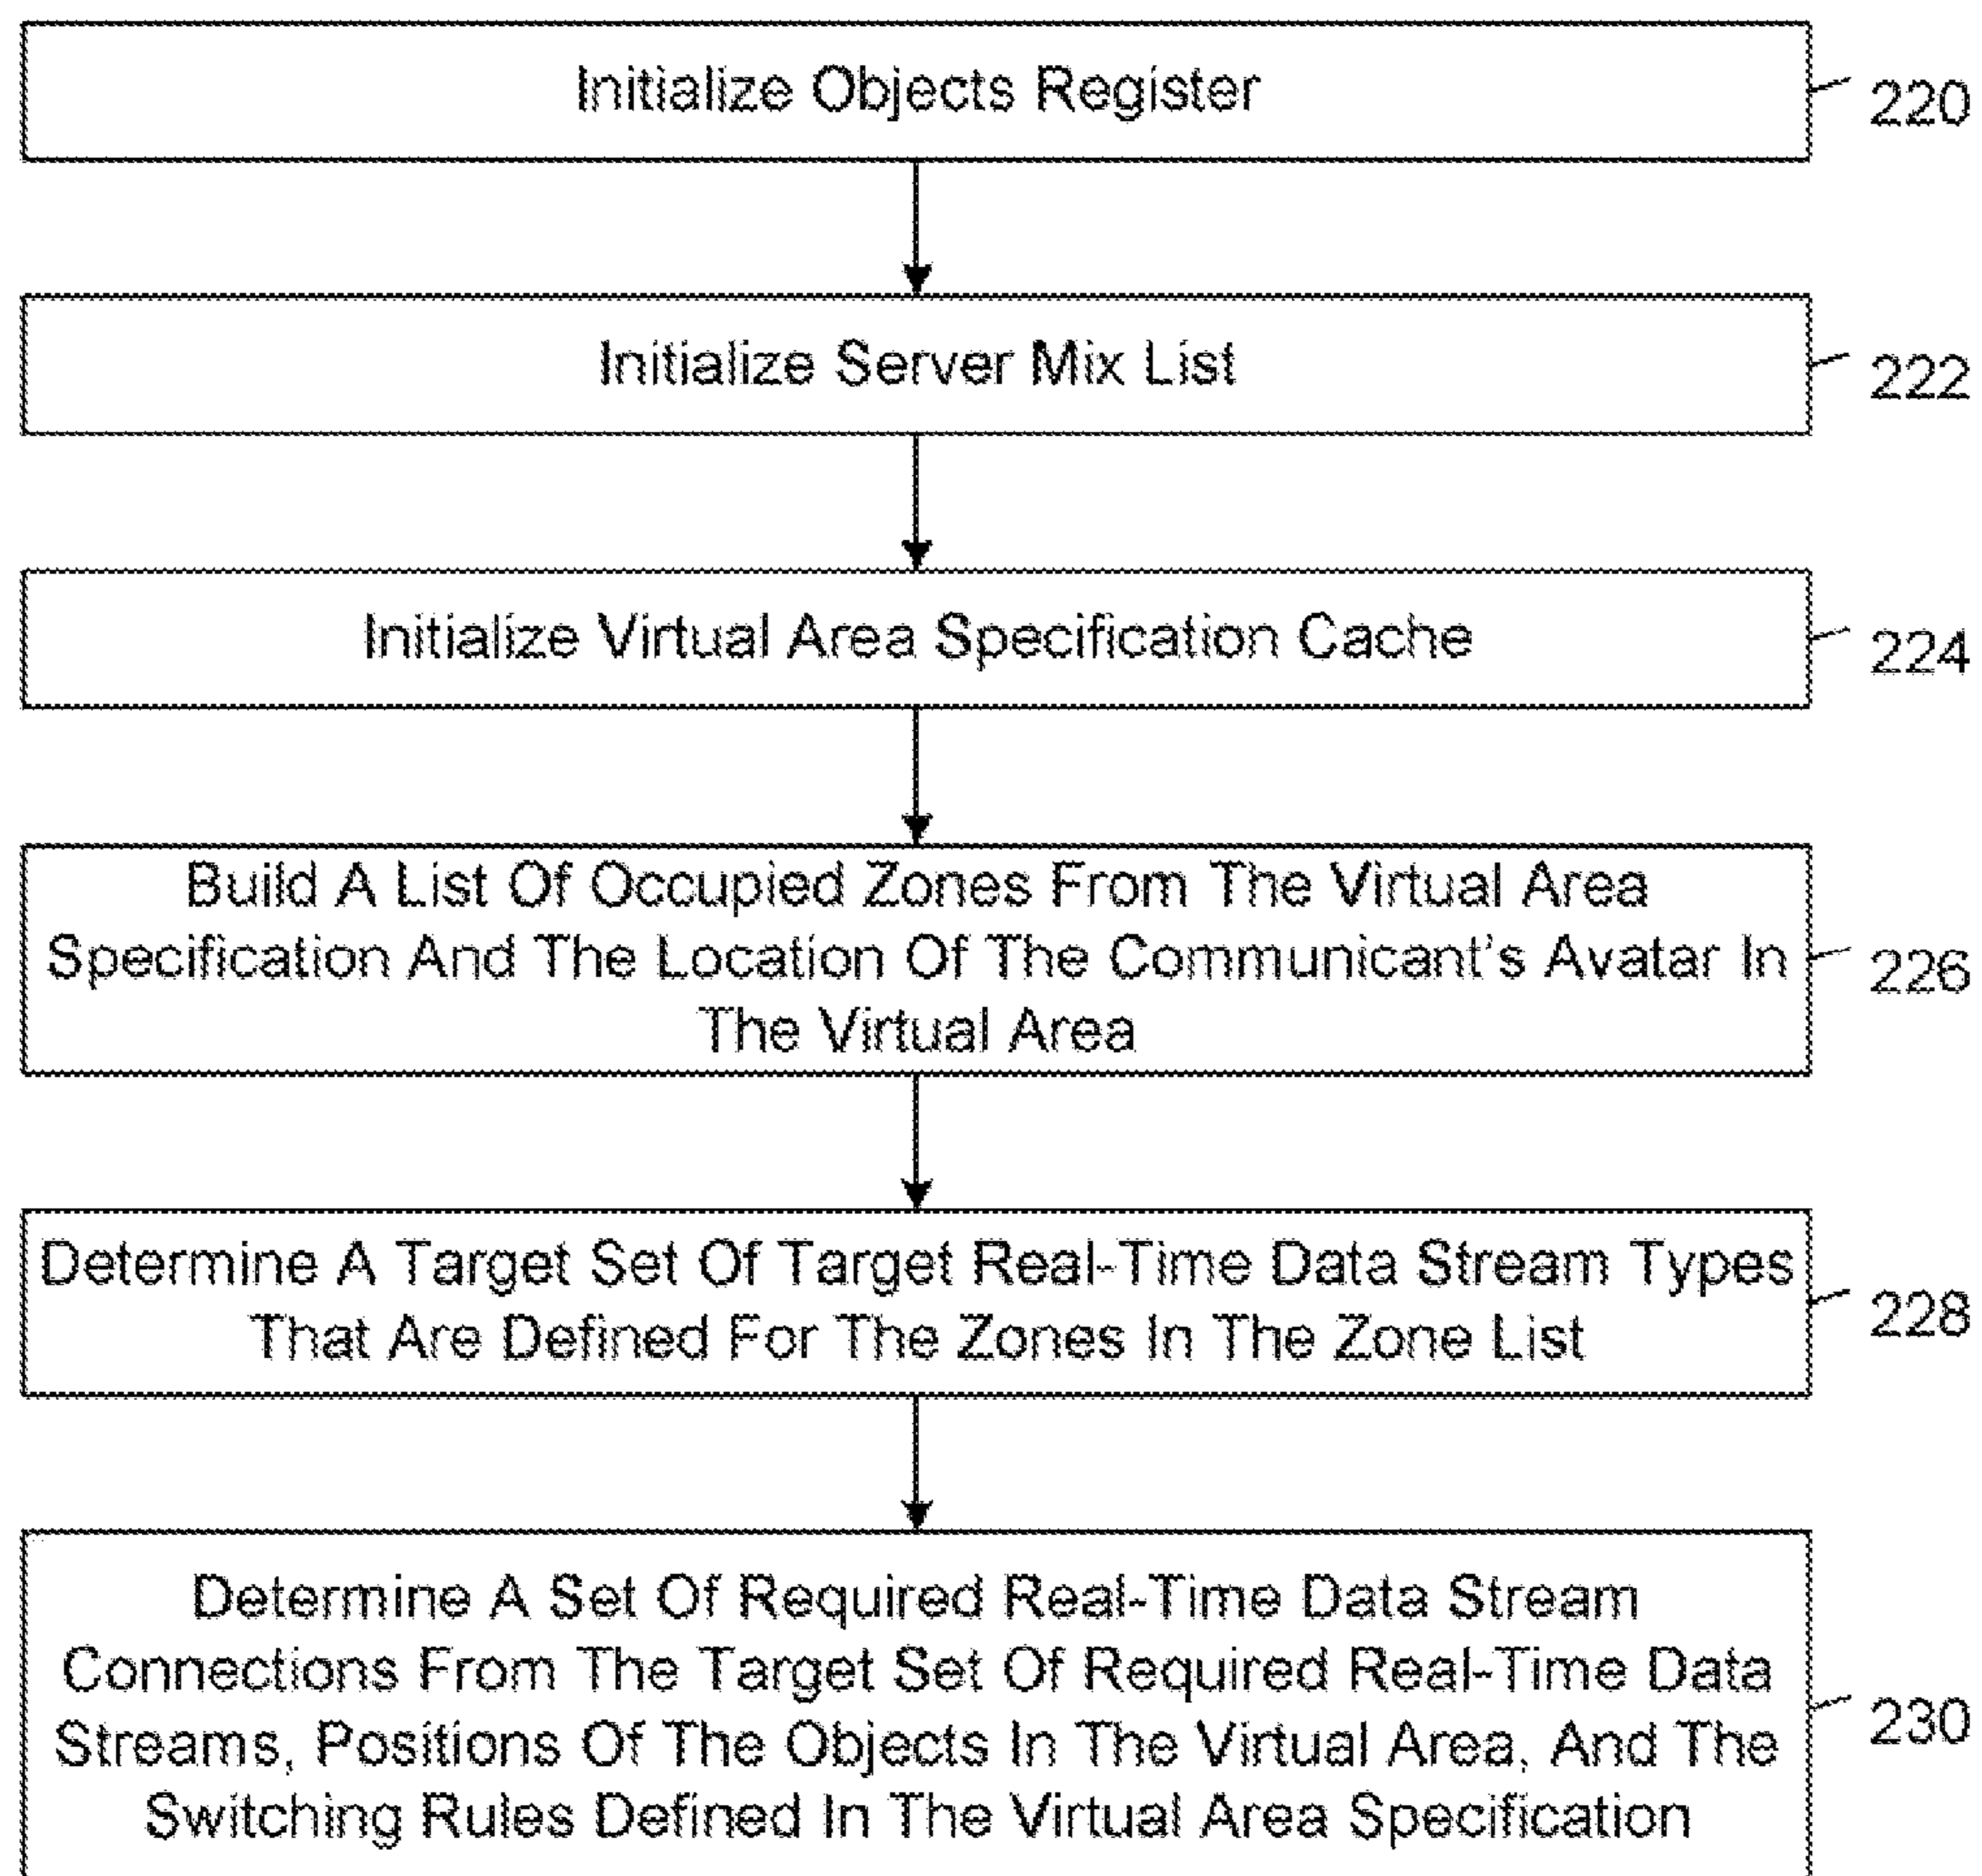 Initialize Objects Register
220
Initialize Server Mix List
222
Initialize Virtual Area Specification Cache
224
Build A List Of Occupied Zones From The Virtual Area
Specification And The Location Of The Communicant's Avatar In
The Virtual Area
226
Determine A Target Set Of Target Real-Time Data Stream Types
That Are Defined For The Zones In The Zone List
228
Determine A Set Of Required Real-Time Data Stream
Connections From The Target Set Of Required Real-Time Data
Streams, Positions Of The Objects In The Virtual Area, And The
Switching Rules Defined In The Virtual Area Specification
230